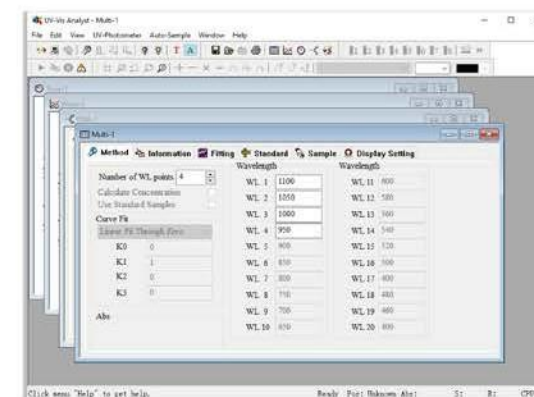 UV-Vis Analyst - Multi-1
File Edit View UV-Photometer Auto-Sample Window Help
Multi-1
Method Information Fitting Standard Sample Display Setting
Number of WL points 4
Calculate Concentration
Use Standard Samples
Curve Fit
Linear Fit Through Zero
K0 0
K1 1
K2 0
K3 0
Abs
Wavelength
WL 1 1100
WL 2 1050
WL 3 1000
WL 4 950
WL 5 900
WL 6 850
WL 7 800
WL 8 750
WL 9 700
WL 10 650
Wavelength
WL 11 600
WL 12 580
WL 13 560
WL 14 540
WL 15 520
WL 16 500
WL 17
WL 18
WL 19 460
WL 20
Click menu "Help" to get help.
Ready Pos: Unknown Abs: S: R: